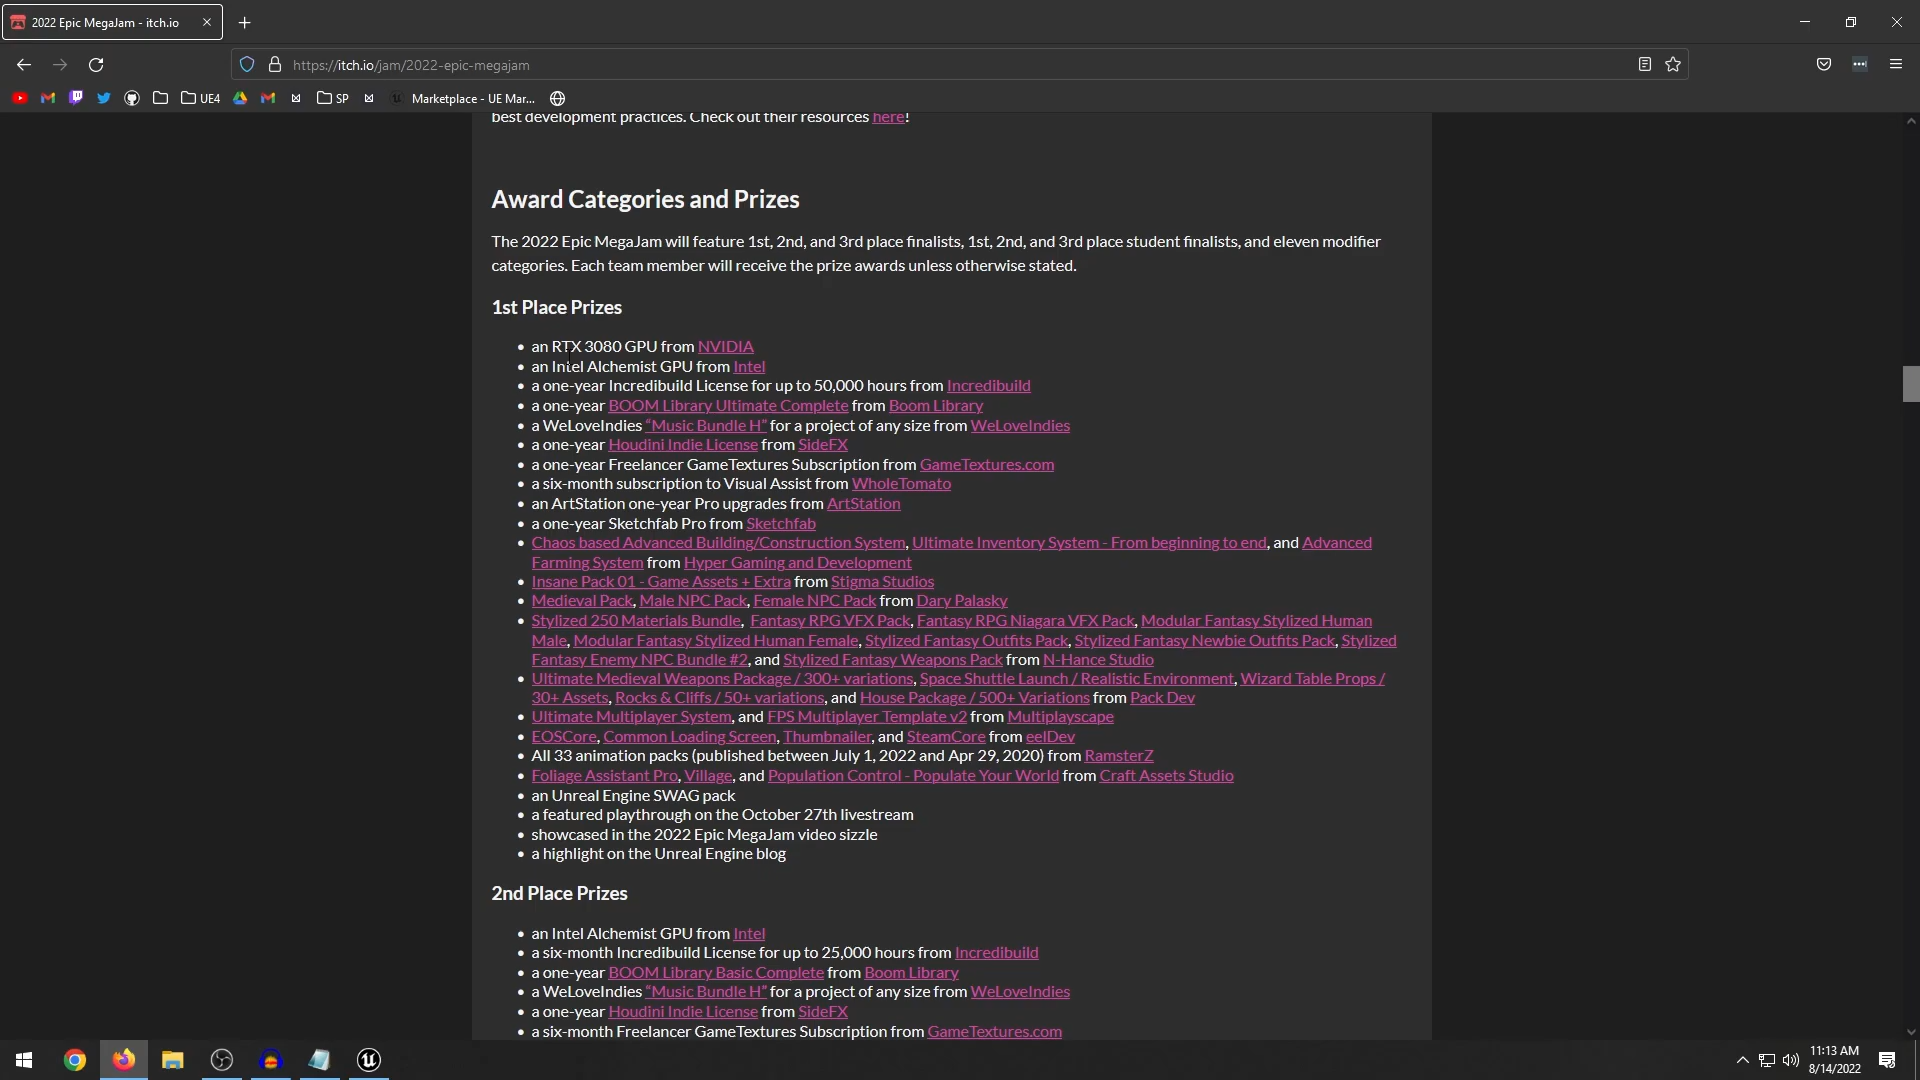 2022 Epic MegaJam - itch.io
https://itch.io/jam/2022-epic-megajam
UE4
SP
Marketplace - UE Mar...
best development practices. Check out their resources here!
Award Categories and Prizes
The 2022 Epic MegaJam will feature 1st, 2nd, and 3rd place finalists, 1st, 2nd, and 3rd place student finalists, and eleven modifier
categories. Each team member will receive the prize awards unless otherwise stated.
1st Place Prizes
• an RTX 3080 GPU from NVIDIA
• an Intel Alchemist GPU from Intel
• a one-year Incredibuild License for up to 50,000 hours from Incredibuild
• a one-year BOOM Library Ultimate Complete from Boom Library
• a WeLoveIndies “Music Bundle H” for a project of any size from WeLoveIndies
• a one-year Houdini Indie License from SideFX
• a one-year Freelancer GameTextures Subscription from GameTextures.com
• a six-month subscription to Visual Assist from WholeTomato
• an ArtStation one-year Pro upgrades from ArtStation
• a one-year Sketchfab Pro from Sketchfab
• Chaos based Advanced Building/Construction System, Ultimate Inventory System - From beginning to end, and Advanced
Farming System from Hyper Gaming and Development
• Insane Pack 01 - Game Assets + Extra from Stigma Studios
• Medieval Pack, Male NPC Pack, Female NPC Pack from Dary Palasky
• Stylized 250 Materials Bundle, Fantasy RPG VFX Pack, Fantasy RPG Niagara VFX Pack, Modular Fantasy Stylized Human
Male, Modular Fantasy Stylized Human Female, Stylized Fantasy Outfits Pack, Stylized Fantasy Newbie Outfits Pack, Stylized
Fantasy Enemy NPC Bundle #2, and Stylized Fantasy Weapons Pack from N-Hance Studio
• Ultimate Medieval Weapons Package / 300+ variations, Space Shuttle Launch / Realistic Environment, Wizard Table Props /
30+ Assets, Rocks & Cliffs / 50+ variations, and House Package / 500+ Variations from Pack Dev
• Ultimate Multiplayer System, and FPS Multiplayer Template v2 from Multiplayscape
• EOSCore, Common Loading Screen, Thumbnailer, and SteamCore from eelDev
• All 33 animation packs (published between July 1, 2022 and Apr 29, 2020) from RamsterZ
• Foliage Assistant Pro, Village, and Population Control - Populate Your World from Craft Assets Studio
• an Unreal Engine SWAG pack
• a featured playthrough on the October 27th livestream
• showcased in the 2022 Epic MegaJam video sizzle
• a highlight on the Unreal Engine blog
2nd Place Prizes
• an Intel Alchemist GPU from Intel
• a six-month Incredibuild License for up to 25,000 hours from Incredibuild
• a one-year BOOM Library Basic Complete from Boom Library
• a WeLoveIndies “Music Bundle H” for a project of any size from WeLoveIndies
• a one-year Houdini Indie License from SideFX
• a six-month Freelancer GameTextures Subscription from GameTextures.com
11:13 AM
8/14/2022